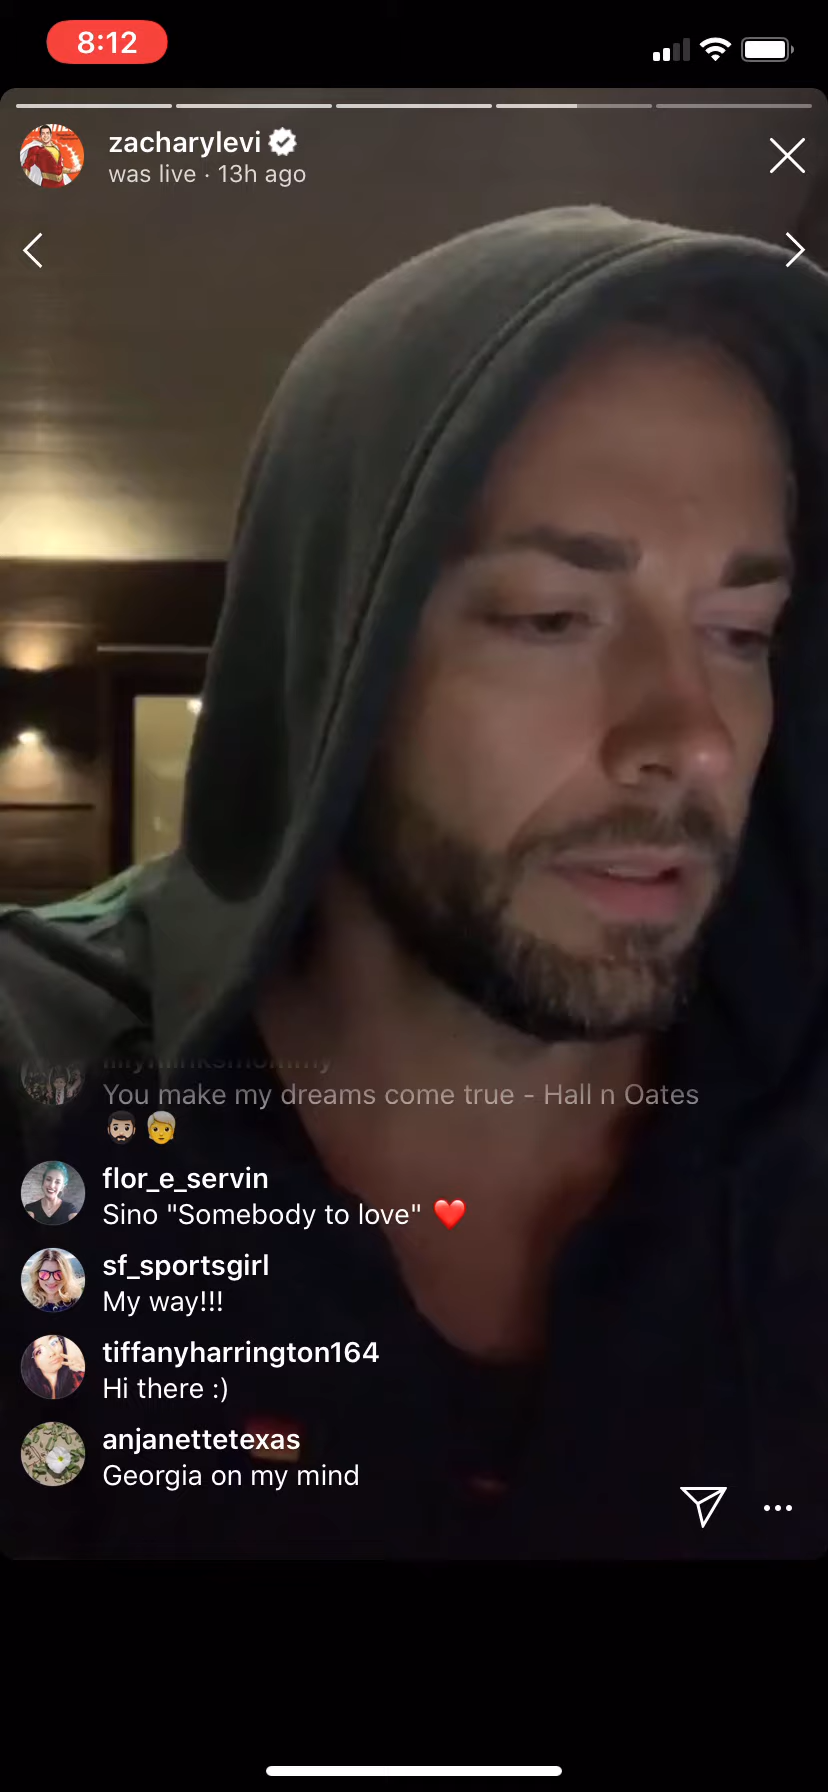 8:12
zacharylevi
was live · 13h ago
You make my dreams come true - Hall n Oates
🧔🏻👩‍🦳
flor_e_servin
Sino "Somebody to love" ❤️
sf_sportsgirl
My way!!!
tiffanyharrington164
Hi there :)
anjanettetexas
Georgia on my mind